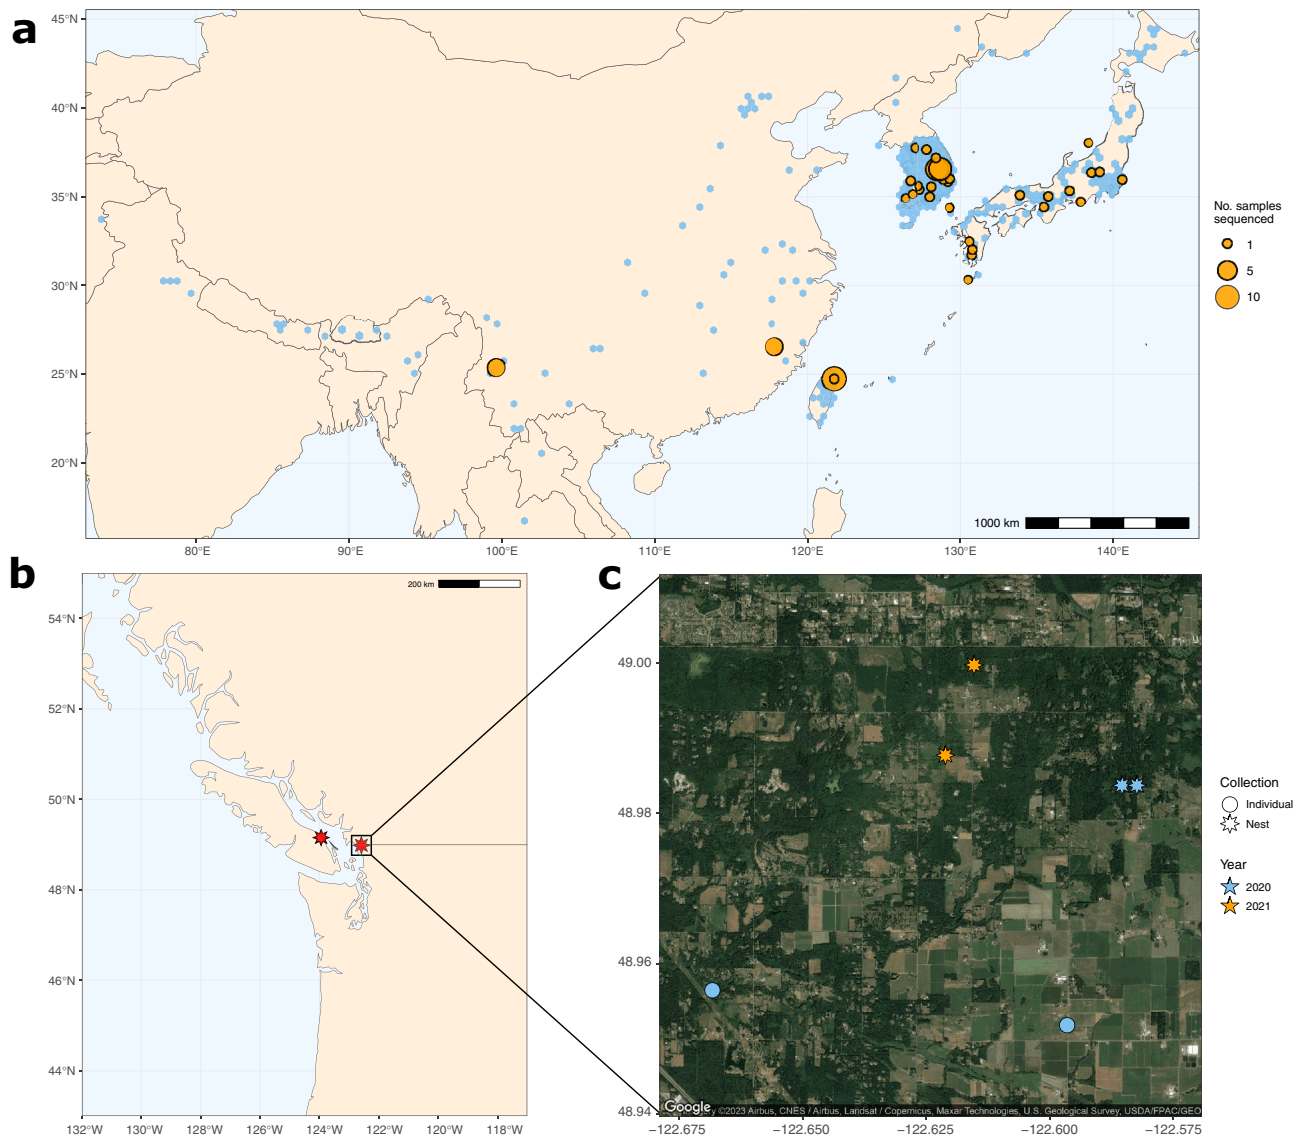 a
45°N
40°N
35°N
30°N
25°N
20°N
1000 km
80°E
90°E
100°E
110°E
120°E
130°E
140°E
No. samples
sequenced
1
5
10
b
200 km
54°N
52°N
50°N
48°N
46°N
44°N
132°W
130°W
128°W
126°W
124°W
122°W
120°W
118°W
c
49.00
48.98
48.96
48.94
Google
©2023 Airbus, CNES / Airbus, Landsat / Copernicus, Maxar Technologies, U.S. Geological Survey, USDA/FPAC/GEO
−122.675
−122.650
−122.625
−122.600
−122.575
Collection
Individual
Nest
Year
2020
2021